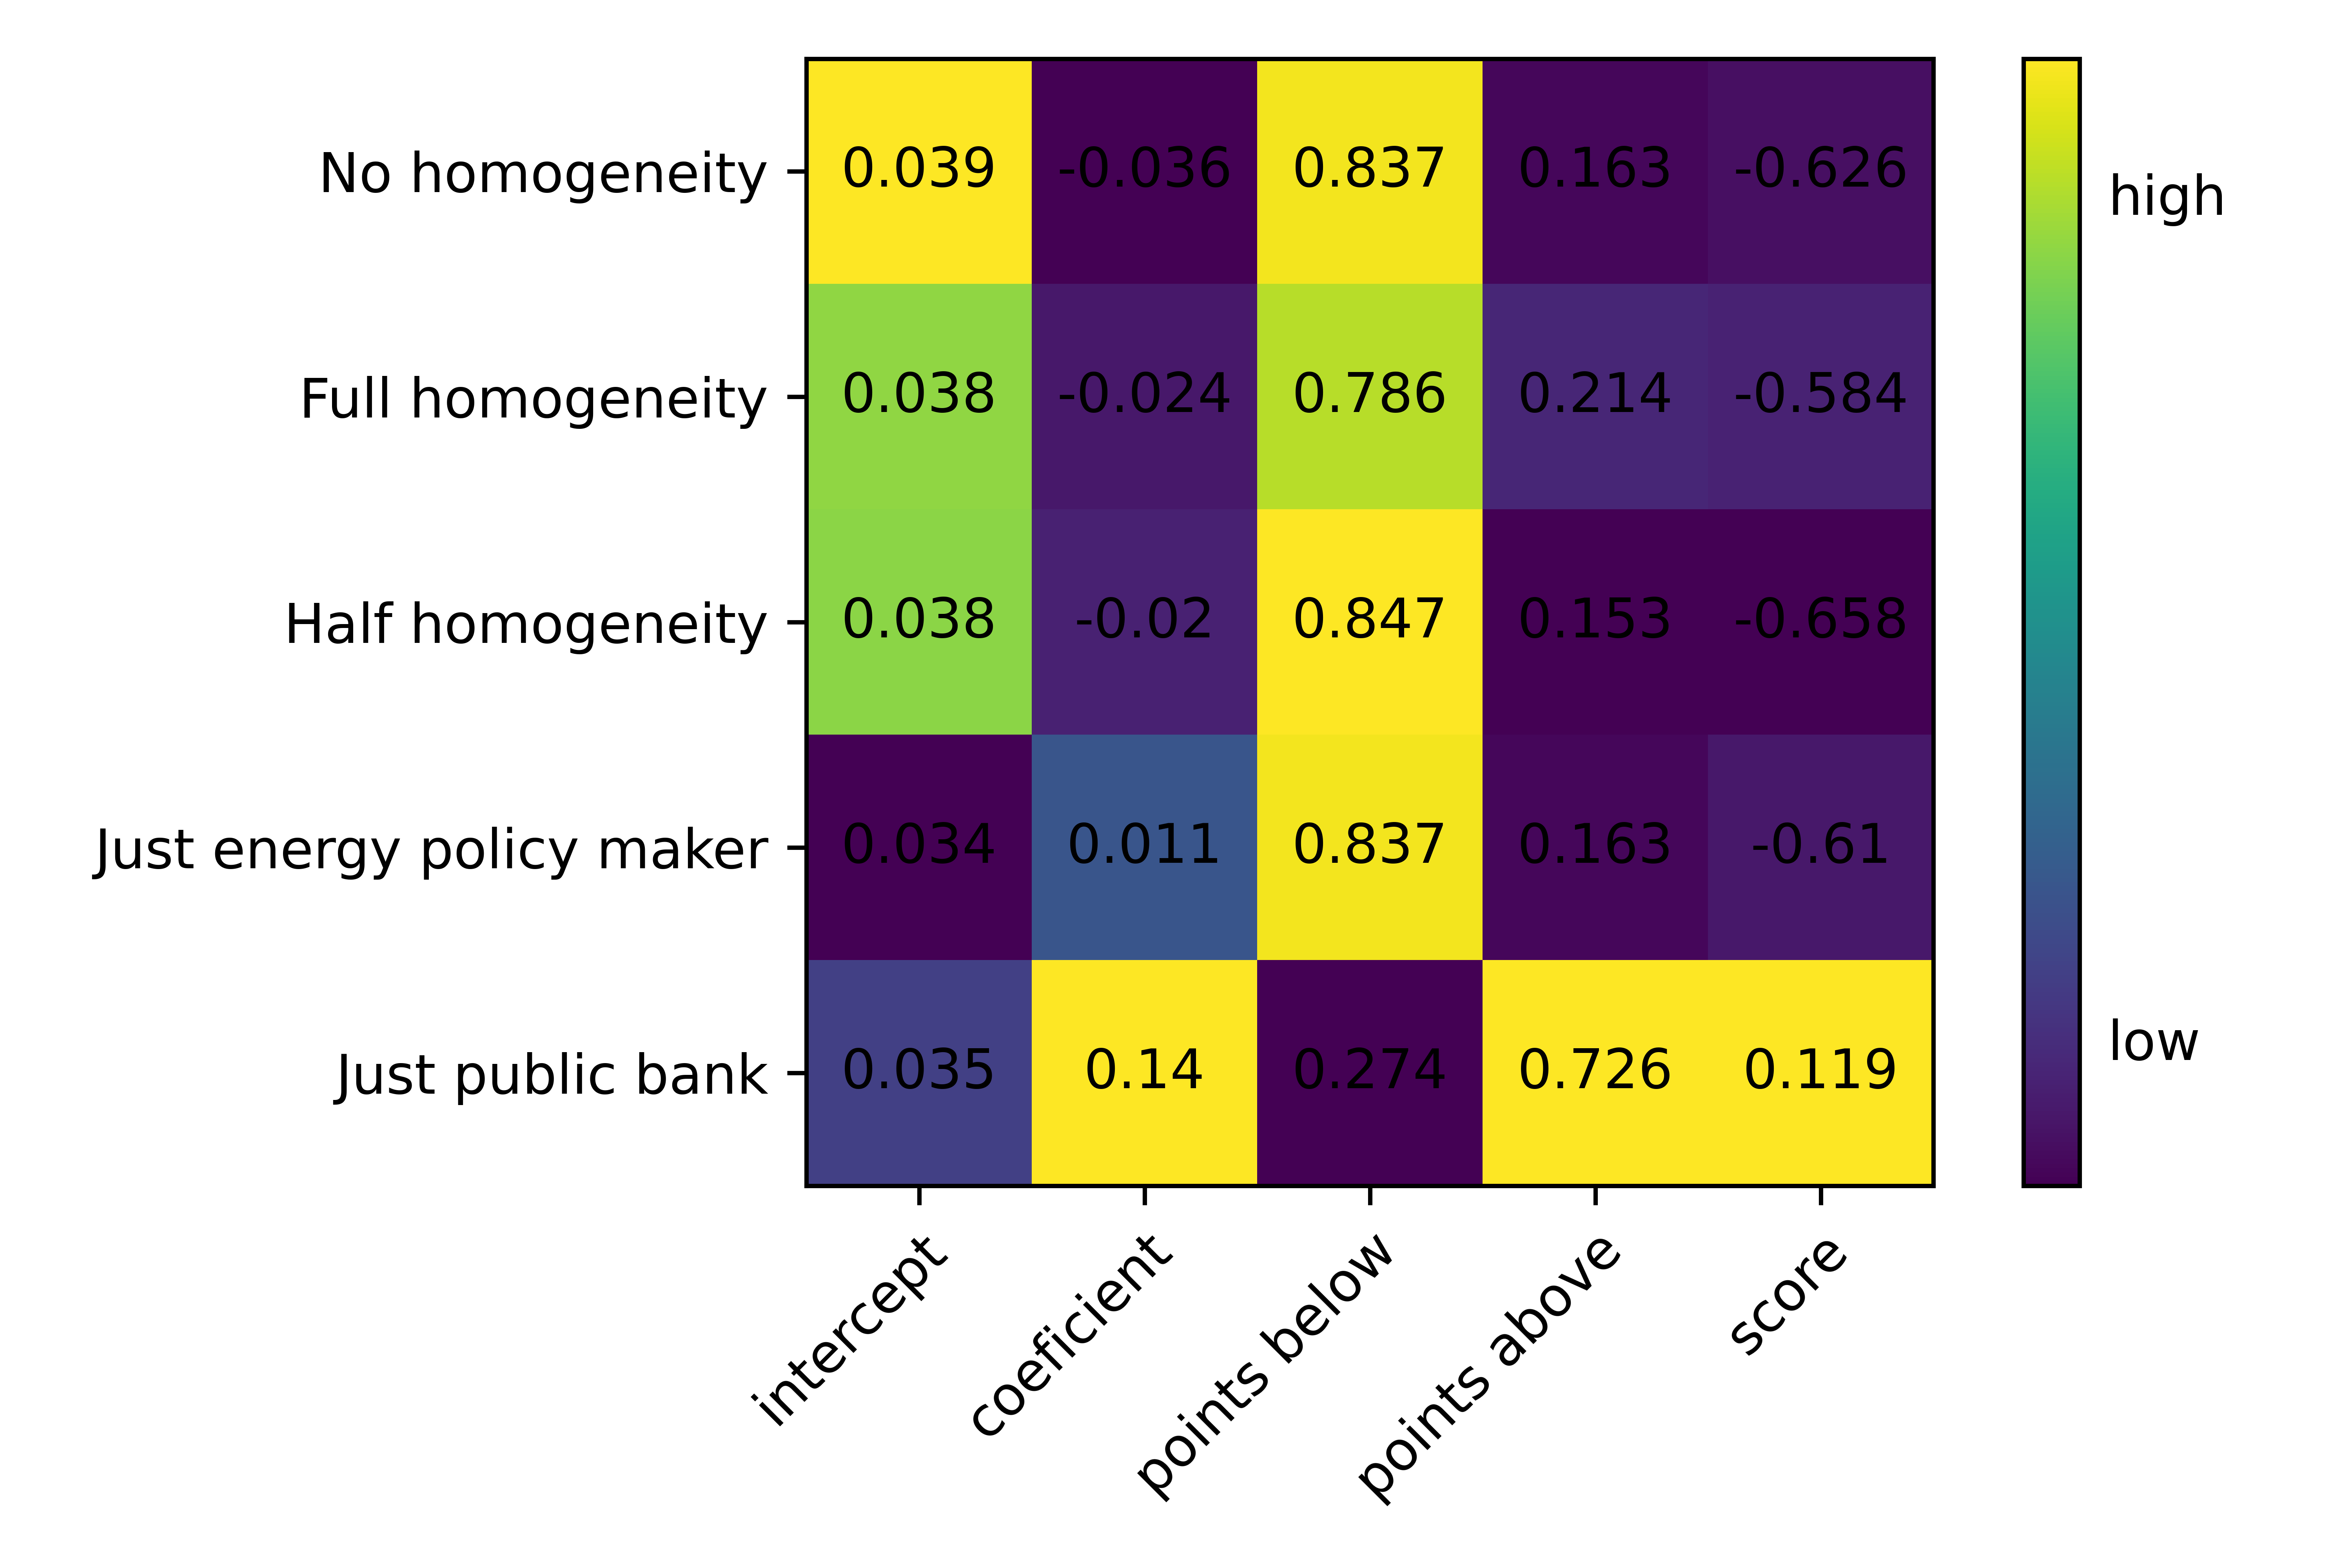 No homogeneity 0.039 -0.036 0.837 0.163 -0.626
high
Full homogeneity 0.038 -0.024 0.786 0.214 -0.584
Half homogeneity 0.038 -0.02 0.847 0.153 -0.658
Just energy policy maker 0.034 0.011 0.837 0.163 -0.61
low
Just public bank 0.035 0.14 0.274 0.726 0.119
intercept
coeficient
points below
points above
score